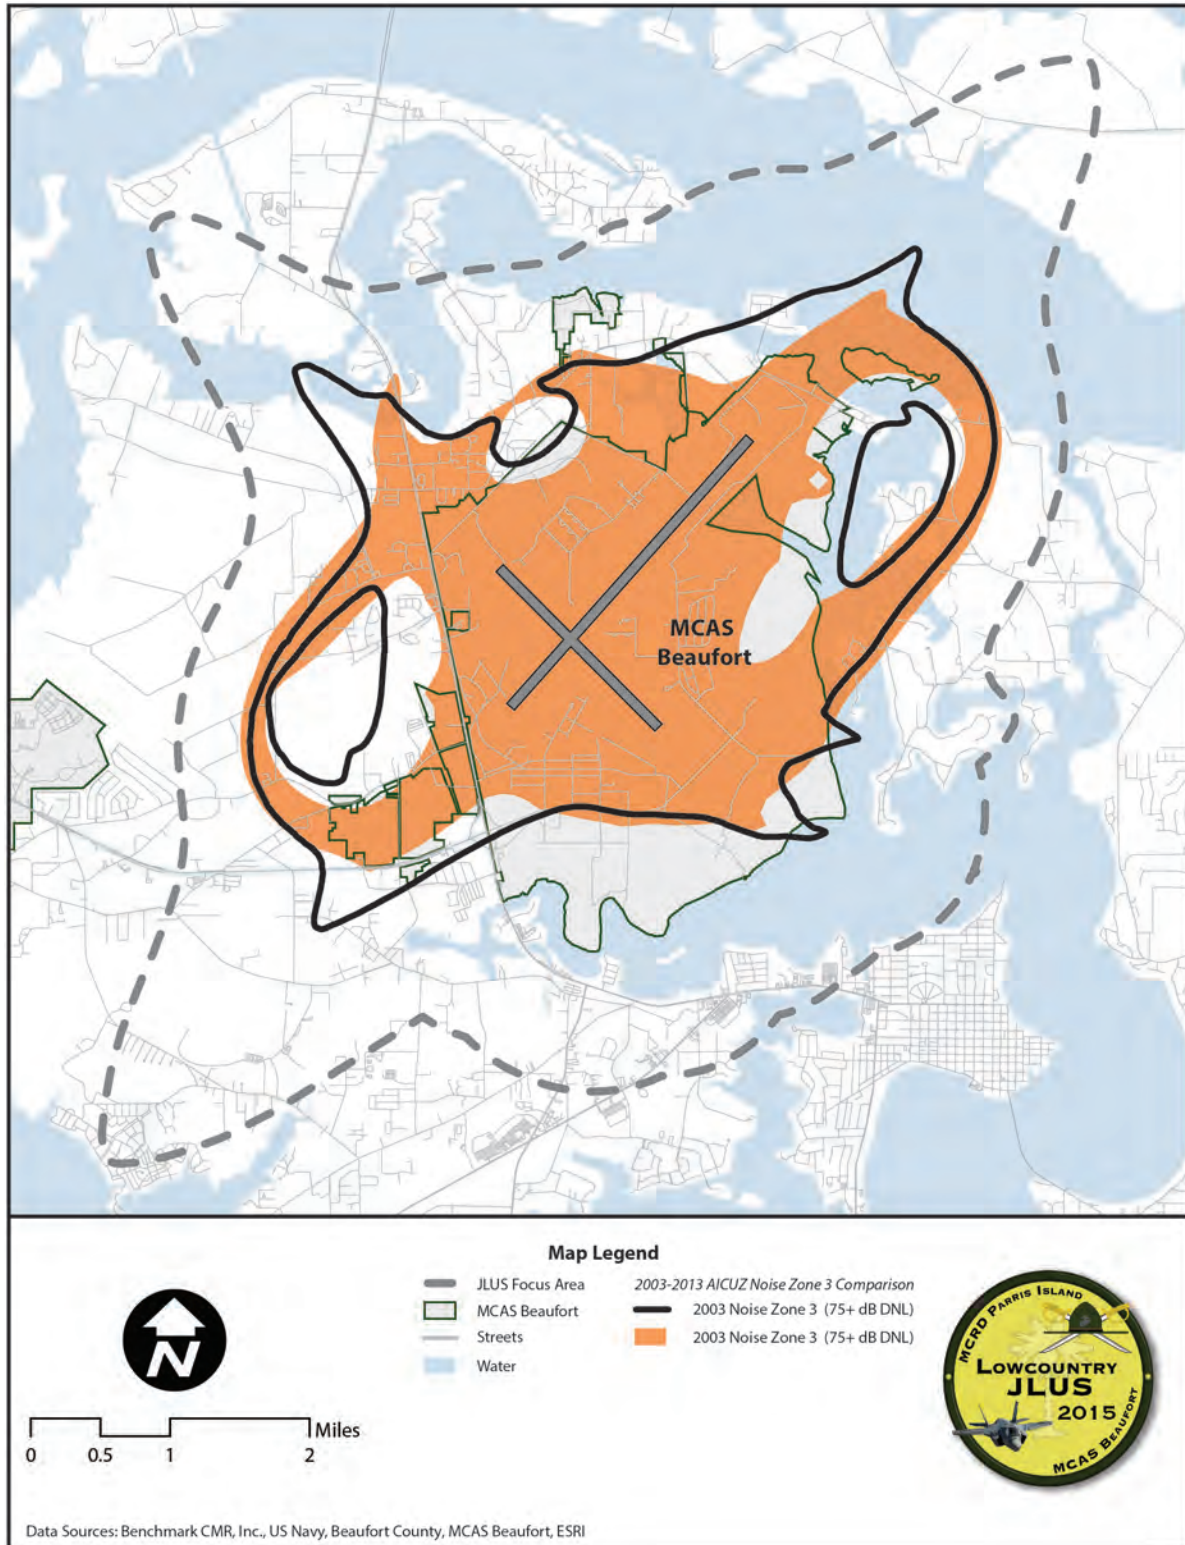 MCAS
Beaufort
Map Legend
JLUS Focus Area
MCAS Beaufort
Streets
Water
2003-2013 AICUZ Noise Zone 3 Comparison
2003 Noise Zone 3 (75+ dB DNL)
2003 Noise Zone 3 (75+ dB DNL)
N
Miles
0 0.5 1 2
MCRD PARRIS ISLAND
LOWCOUNTRY
JLUS
2015
MCAS BEAUFORT
Data Sources: Benchmark CMR, Inc., US Navy, Beaufort County, MCAS Beaufort, ESRI